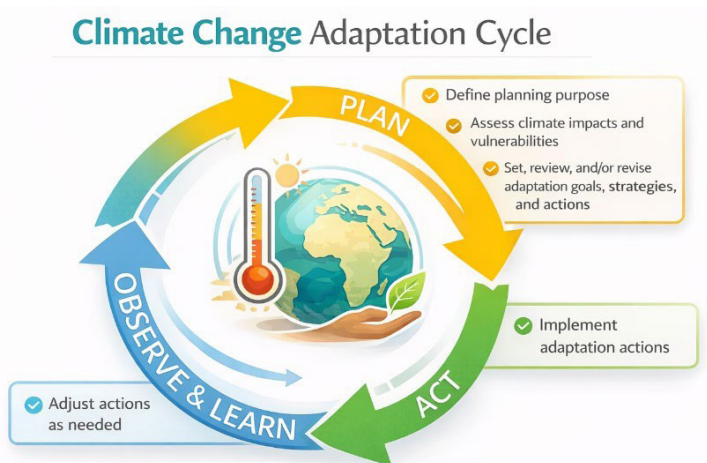 Climate Change Adaptation Cycle
PLAN
Define planning purpose
Assess climate impacts and
vulnerabilities
Set, review, and/or revise
adaptation goals, strategies,
and actions
Implement
adaptation actions
ACT
OBSERVE & LEARN
Adjust actions
as needed